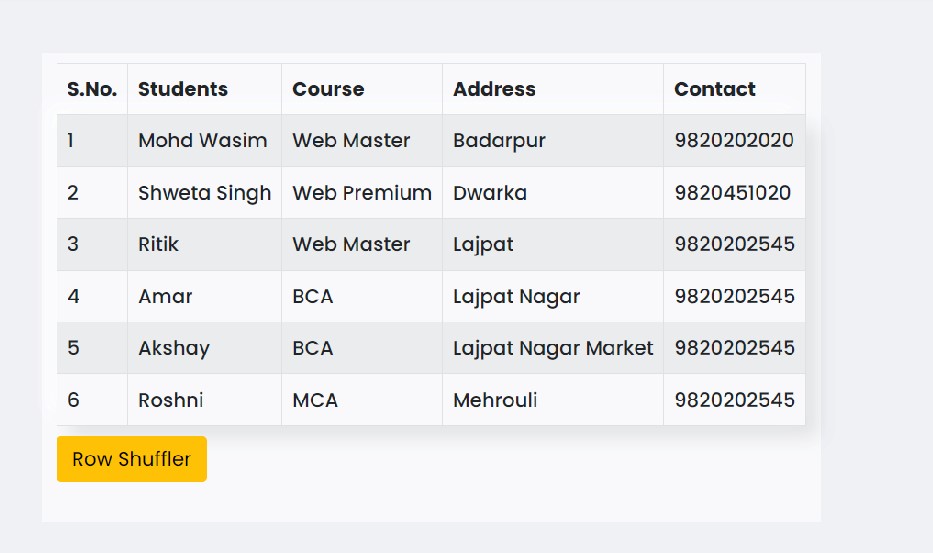 S.No. Students Course Address Contact
1 Mohd Wasim Web Master Badarpur 9820202020
2 Shweta Singh Web Premium Dwarka 9820451020
3 Ritik Web Master Lajpat 9820202545
4 Amar BCA Lajpat Nagar 9820202545
5 Akshay BCA Lajpat Nagar Market 9820202545
6 Roshni MCA Mehrouli 9820202545
Row Shuffler